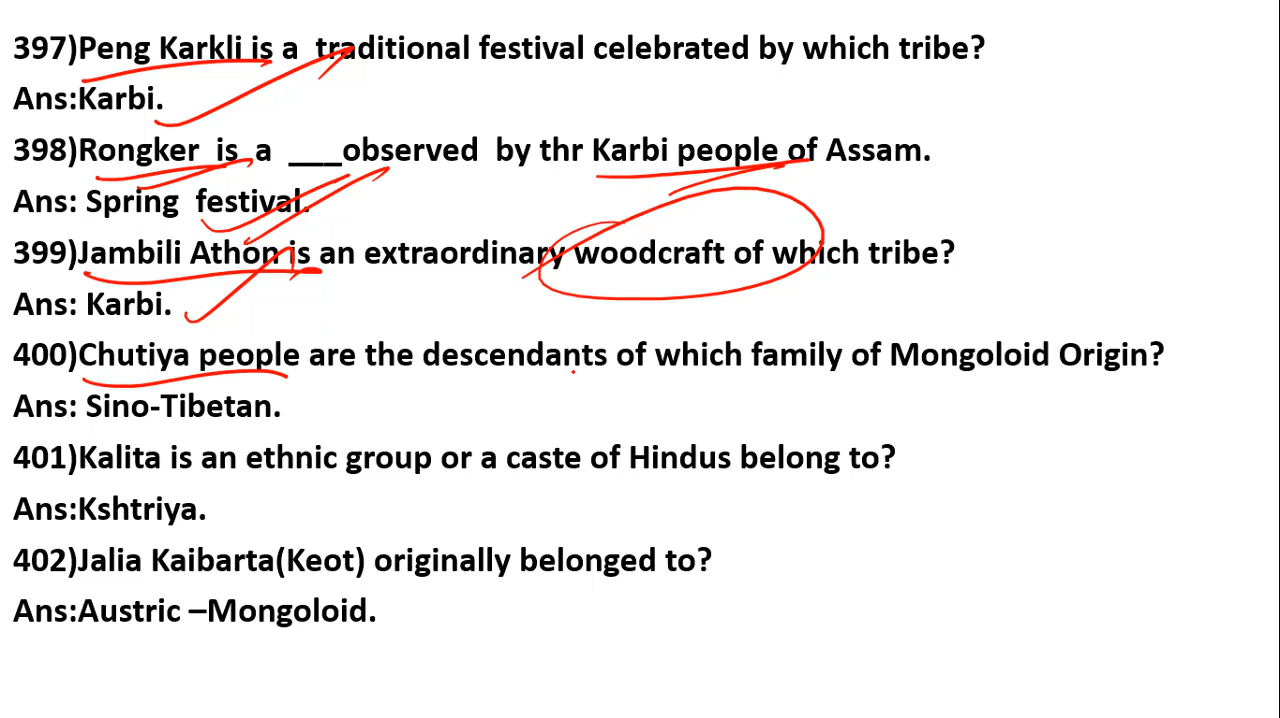 397)Peng Karkli is a traditional festival celebrated by which tribe?
Ans:Karbi.
398)Rongker is a ___observed by thr Karbi people of Assam.
Ans: Spring festival.
399)Jambili Athon is an extraordinary woodcraft of which tribe?
Ans: Karbi.
400)Chutiya people are the descendants of which family of Mongoloid Origin?
Ans: Sino-Tibetan.
401)Kalita is an ethnic group or a caste of Hindus belong to?
Ans:Kshtriya.
402)Jalia Kaibarta(Keot) originally belonged to?
Ans:Austric –Mongoloid.